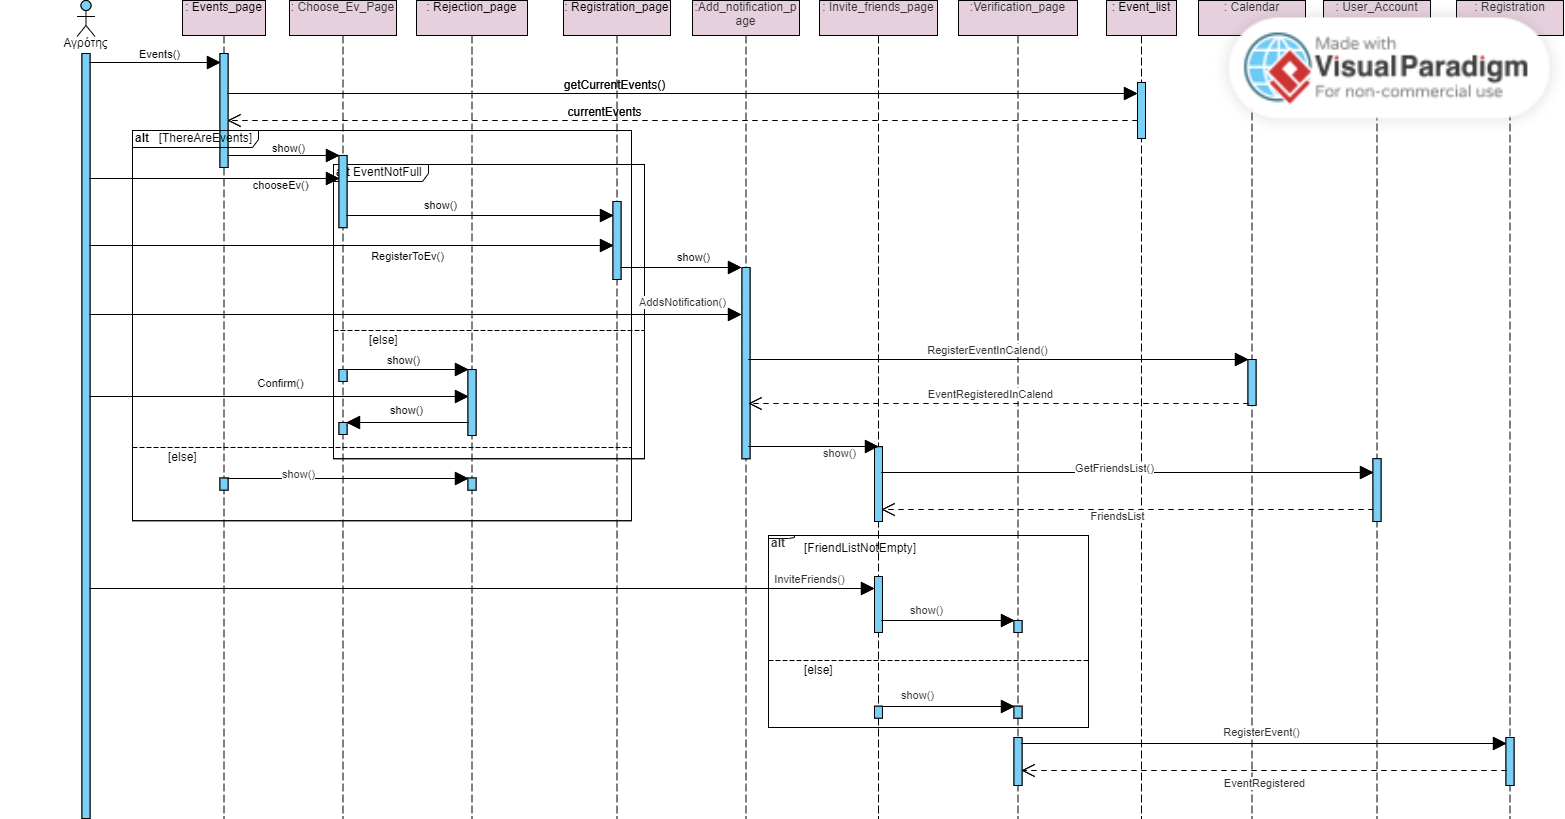 : Events_page
: Choose_Ev_Page
: Rejection_page
: Registration_page
:Add_notification_p
age
: Invite_friends_page
:Verification_page
: Event_list
: Calendar
: User_Account
: Registration
Made with
Visual Paradigm
For non-commercial use
Αγρότης
Events()
getCurrentEvents()
currentEvents
alt [ThereAreEvents]
show()
EventNotFull
chooseEv()
show()
RegisterToEv()
show()
AddsNotification()
[else]
RegisterEventInCalend()
show()
Confirm()
EventRegisteredInCalend
show()
[else]
show()
GetFriendsList()
show()
FriendsList
alt [FriendListNotEmpty]
InviteFriends()
show()
[else]
show()
RegisterEvent()
EventRegistered